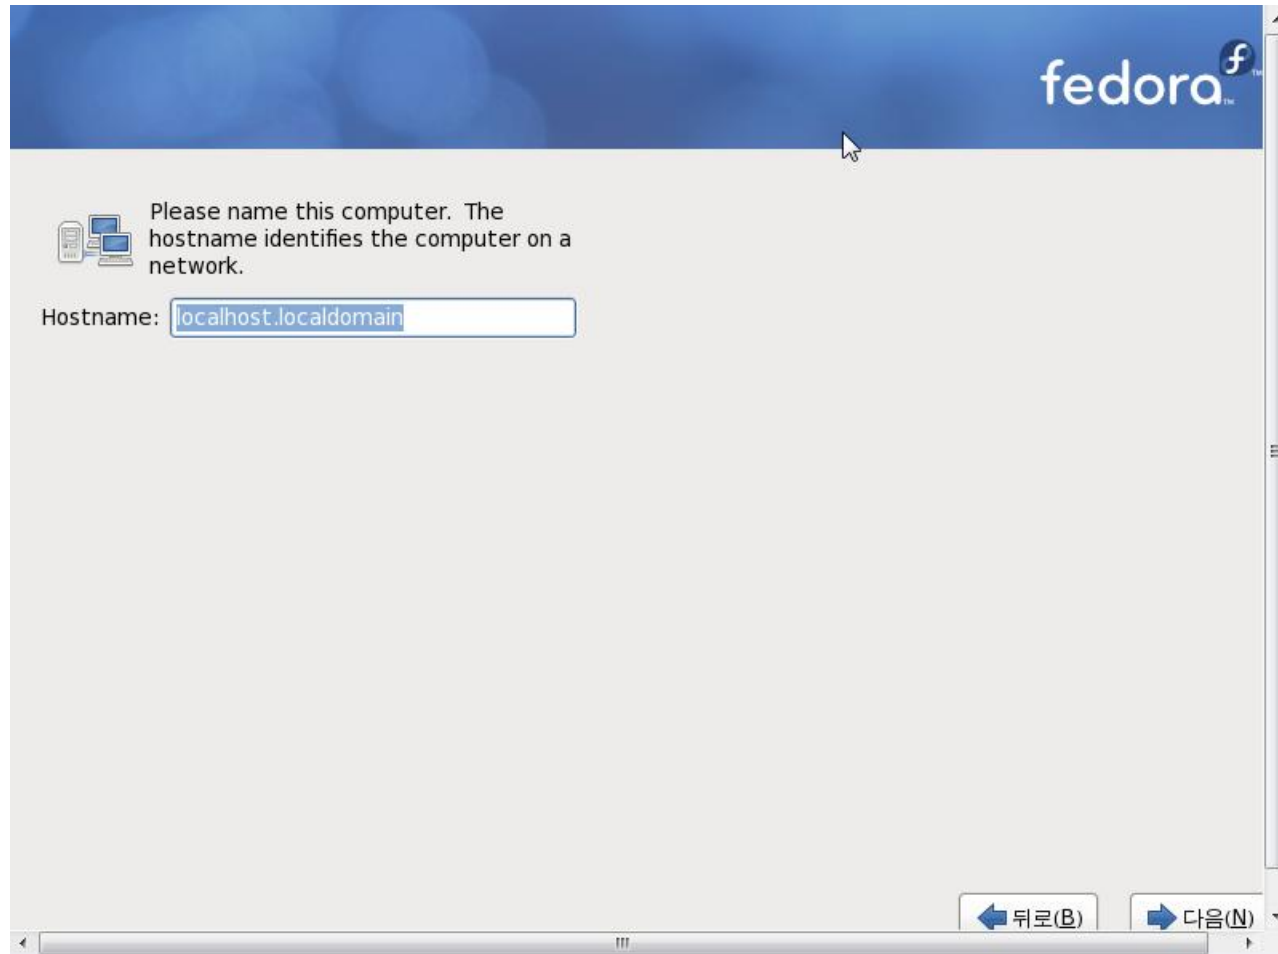 fedora
Please name this computer.  The
hostname identifies the computer on a
network.
Hostname: localhost.localdomain
뒤로(B) 다음(N)